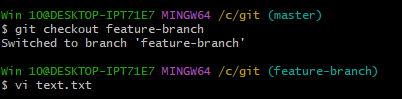 Win 10@DESKTOP-IPT71E7 MINGW64 /c/git (master)
$ git checkout feature-branch
Switched to branch 'feature-branch'
Win 10@DESKTOP-IPT71E7 MINGW64 /c/git (feature-branch)
$ vi text.txt